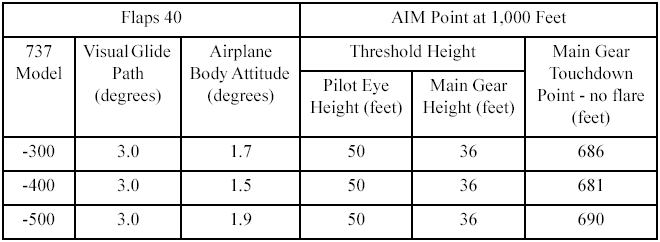 Flaps 40
AIM Point at 1,000 Feet
737
Model
Visual Glide
Path
(degrees)
Airplane
Body Attitude
(degrees)
Threshold Height
Main Gear
Touchdown
Point - no flare
(feet)
Pilot Eye
Height (feet)
Main Gear
Height (feet)
-300 3.0 1.7 50 36 686
-400 3.0 1.5 50 36 681
-500 3.0 1.9 50 36 690